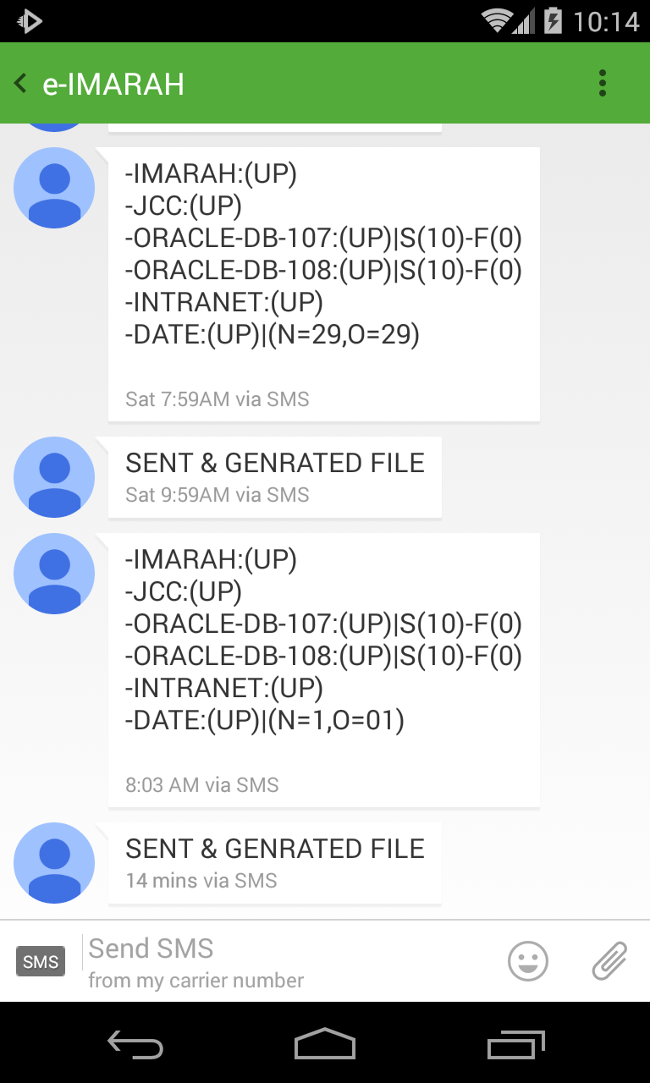 10:14
e-IMARAH
-IMARAH:(UP)
-JCC:(UP)
-ORACLE-DB-107:(UP)|S(10)-F(0)
-ORACLE-DB-108:(UP)|S(10)-F(0)
-INTRANET:(UP)
-DATE:(UP)|(N=29,O=29)
Sat 7:59AM via SMS
SENT & GENRATED FILE
Sat 9:59AM via SMS
-IMARAH:(UP)
-JCC:(UP)
-ORACLE-DB-107:(UP)|S(10)-F(0)
-ORACLE-DB-108:(UP)|S(10)-F(0)
-INTRANET:(UP)
-DATE:(UP)|(N=1,O=01)
8:03 AM via SMS
SENT & GENRATED FILE
14 mins via SMS
SMS
Send SMS
from my carrier number